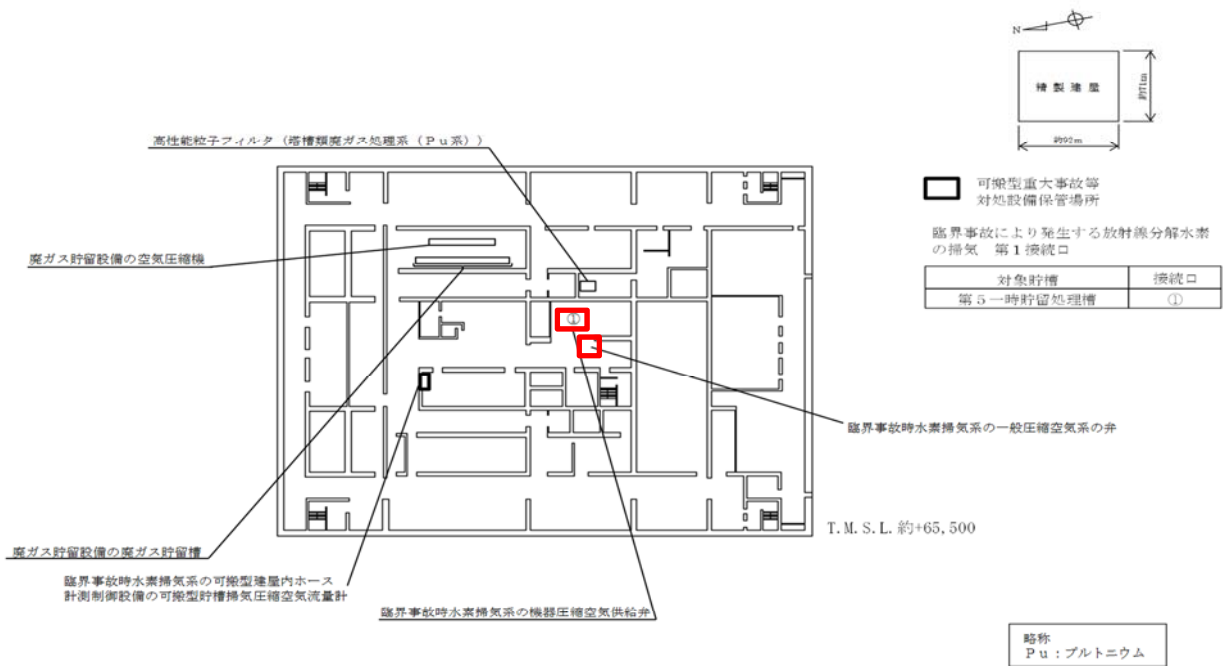 N
精製建屋
約71m
約92m
高性能粒子フィルタ（塔槽類廃ガス処理系（Ｐｕ系））
可搬型重大事故等
対処設備保管場所
臨界事故により発生する放射線分解水素
の掃気　第１接続口
対象貯槽　接続口
第５一時貯留処理槽　①
廃ガス貯留設備の空気圧縮機
①
臨界事故時水素掃気系の一般圧縮空気系の弁
T.M.S.L.約+65,500
廃ガス貯留設備の廃ガス貯留槽
臨界事故時水素掃気系の可搬型建屋内ホース
計測制御設備の可搬型貯槽掃気圧縮空気流量計
臨界事故時水素掃気系の機器圧縮空気供給弁
略称
Ｐｕ：プルトニウム